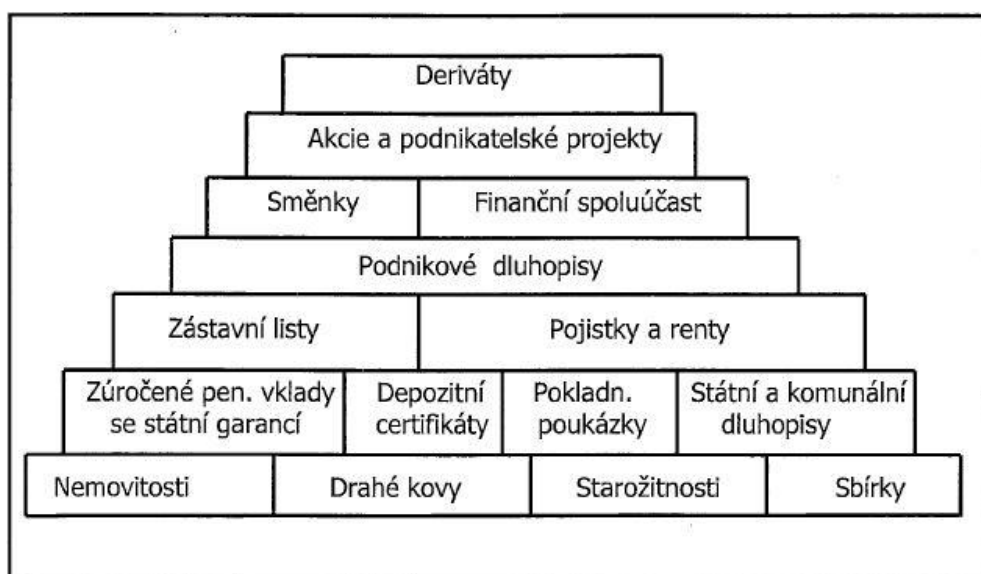 Deriváty
Akcie a podnikatelské projekty
Směnky
Finanční spoluúčast
Podnikové dluhopisy
Zástavní listy
Pojistky a renty
Zúročené pen. vklady
se státní garancí
Depozitní
certifikáty
Pokladn.
poukázky
Státní a komunální
dluhopisy
Nemovitosti
Drahé kovy
Starožitnosti
Sbírky